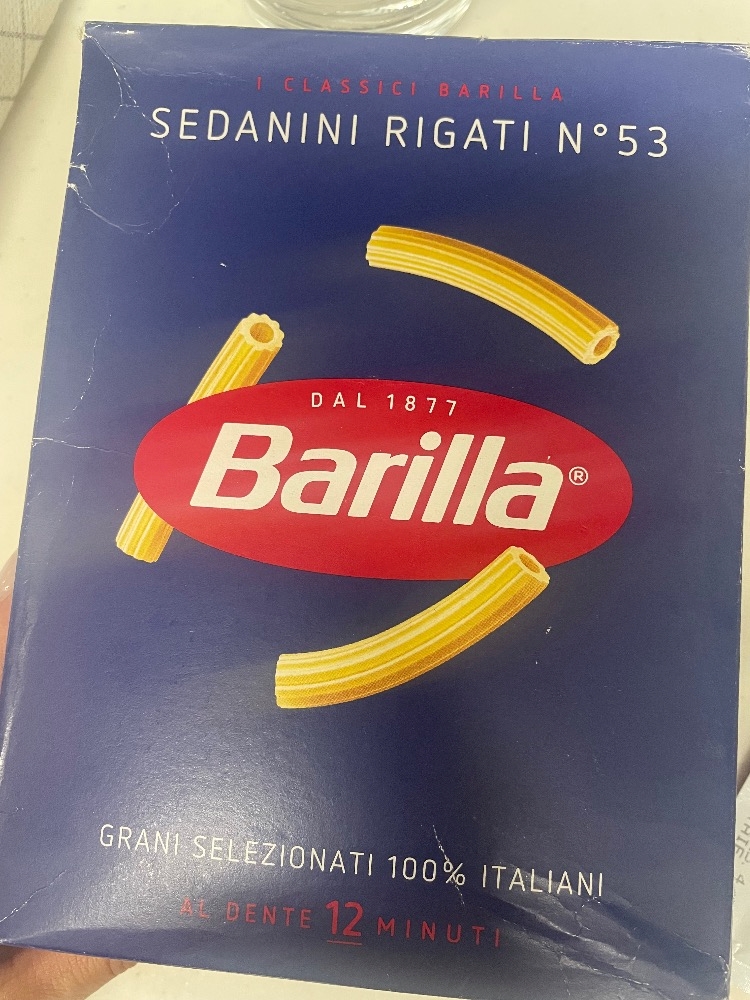 I CLASSICI BARILLA
SEDANINI RIGATI N°53
DAL 1877
Barilla®
GRANI SELEZIONATI 100% ITALIANI
AL DENTE 12 MINUTI